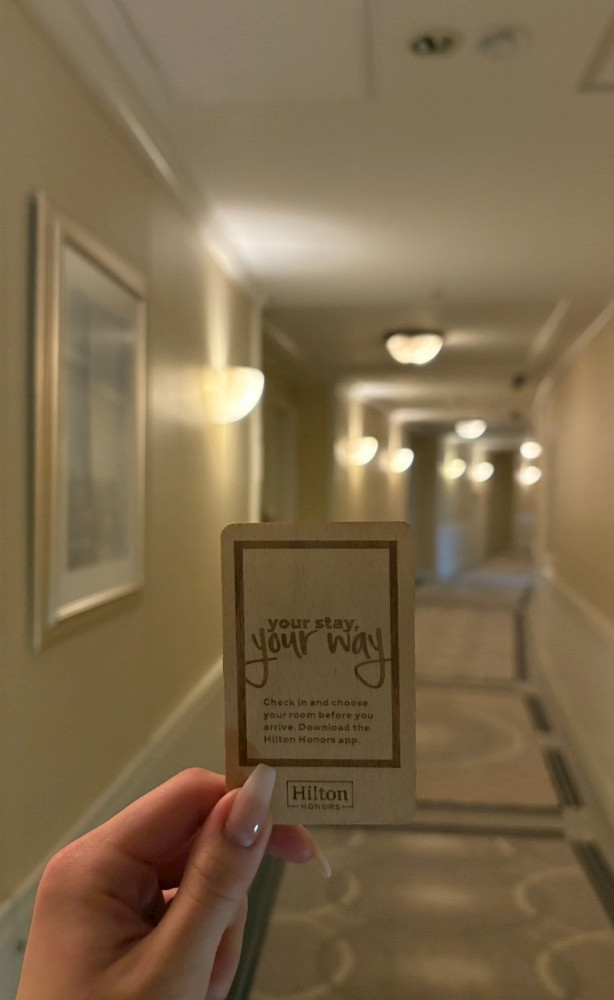 your stay,
your way
Check in and choose
your room before you
arrive. Download the
Hilton Honors app.
Hilton
HONORS